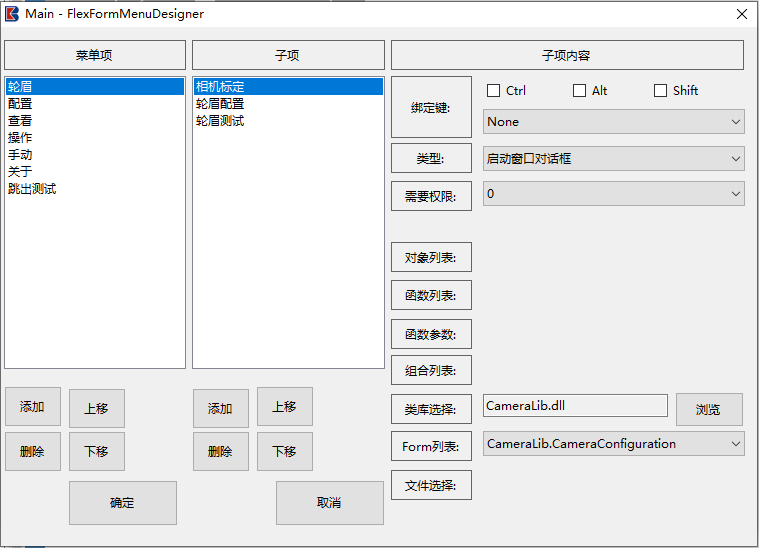 Main - FlexFormMenuDesigner
菜单项
子项
子项内容
轮眉
配置
查看
操作
手动
关于
跳出测试
相机标定
轮眉配置
轮眉测试
绑定键:
Ctrl
Alt
Shift
None
类型:
启动窗口对话框
需要权限:
0
对象列表:
函数列表:
函数参数:
组合列表:
类库选择:
CameraLib.dll
浏览
Form列表:
CameraLib.CameraConfiguration
文件选择:
添加
上移
添加
上移
删除
下移
删除
下移
确定
取消